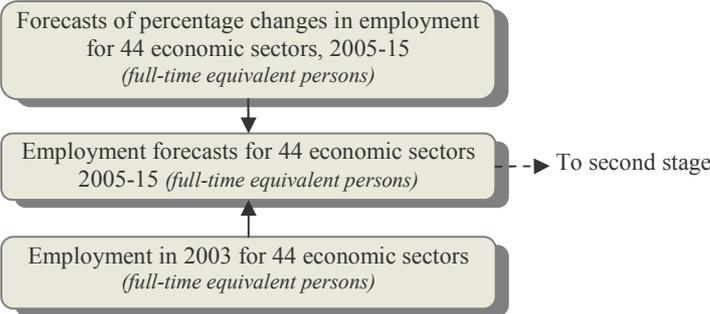 Forecasts of percentage changes in employment
for 44 economic sectors, 2005-15
(full-time equivalent persons)
Employment forecasts for 44 economic sectors
2005-15 (full-time equivalent persons)
To second stage
Employment in 2003 for 44 economic sectors
(full-time equivalent persons)